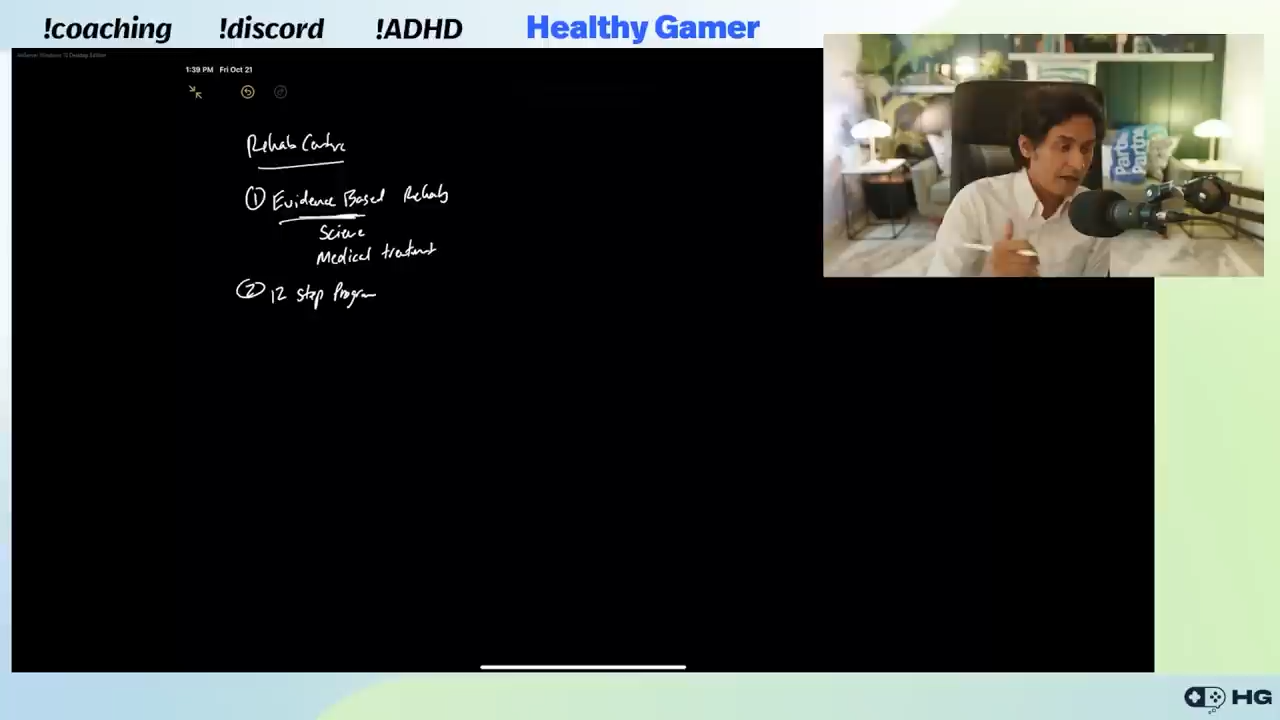 !coaching !discord !ADHD Healthy Gamer
1:39 PM Fri Oct 21
Rehab Centre
① Evidence Based Rehab
Science
Medical treatment
② 12 step Program
HG